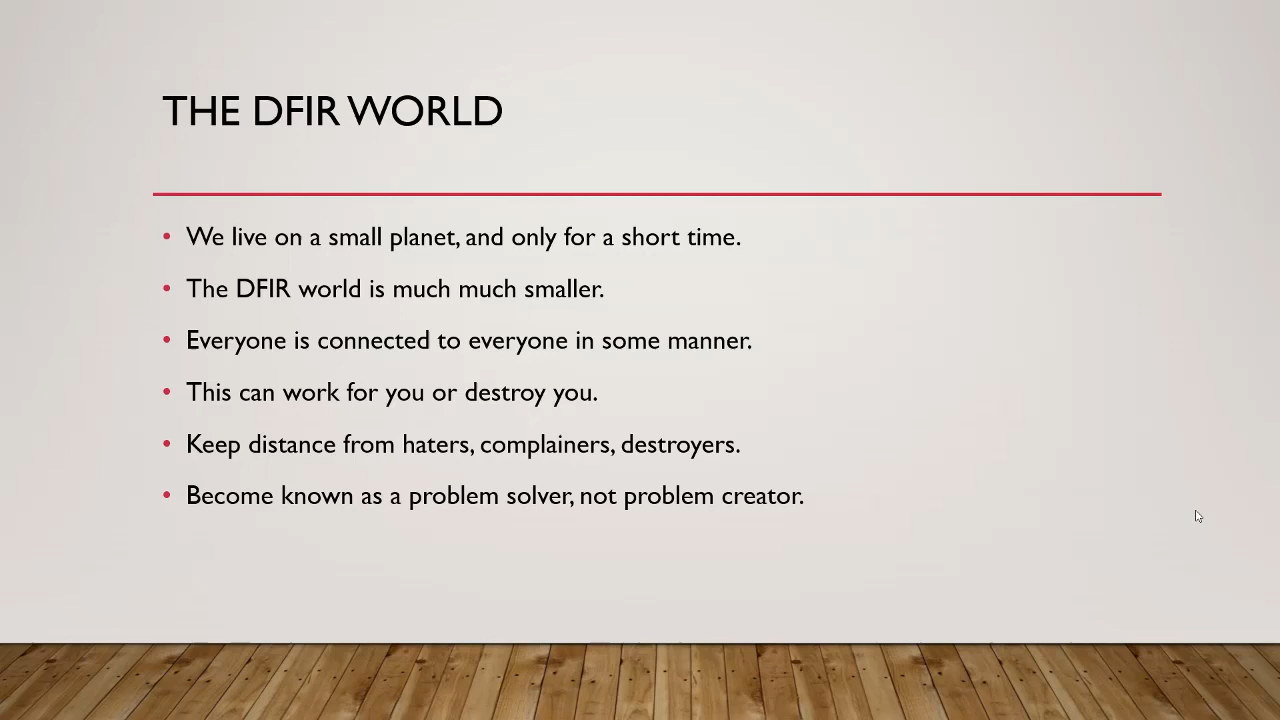 THE DFIR WORLD
• We live on a small planet, and only for a short time.
• The DFIR world is much much smaller.
• Everyone is connected to everyone in some manner.
• This can work for you or destroy you.
• Keep distance from haters, complainers, destroyers.
• Become known as a problem solver, not problem creator.